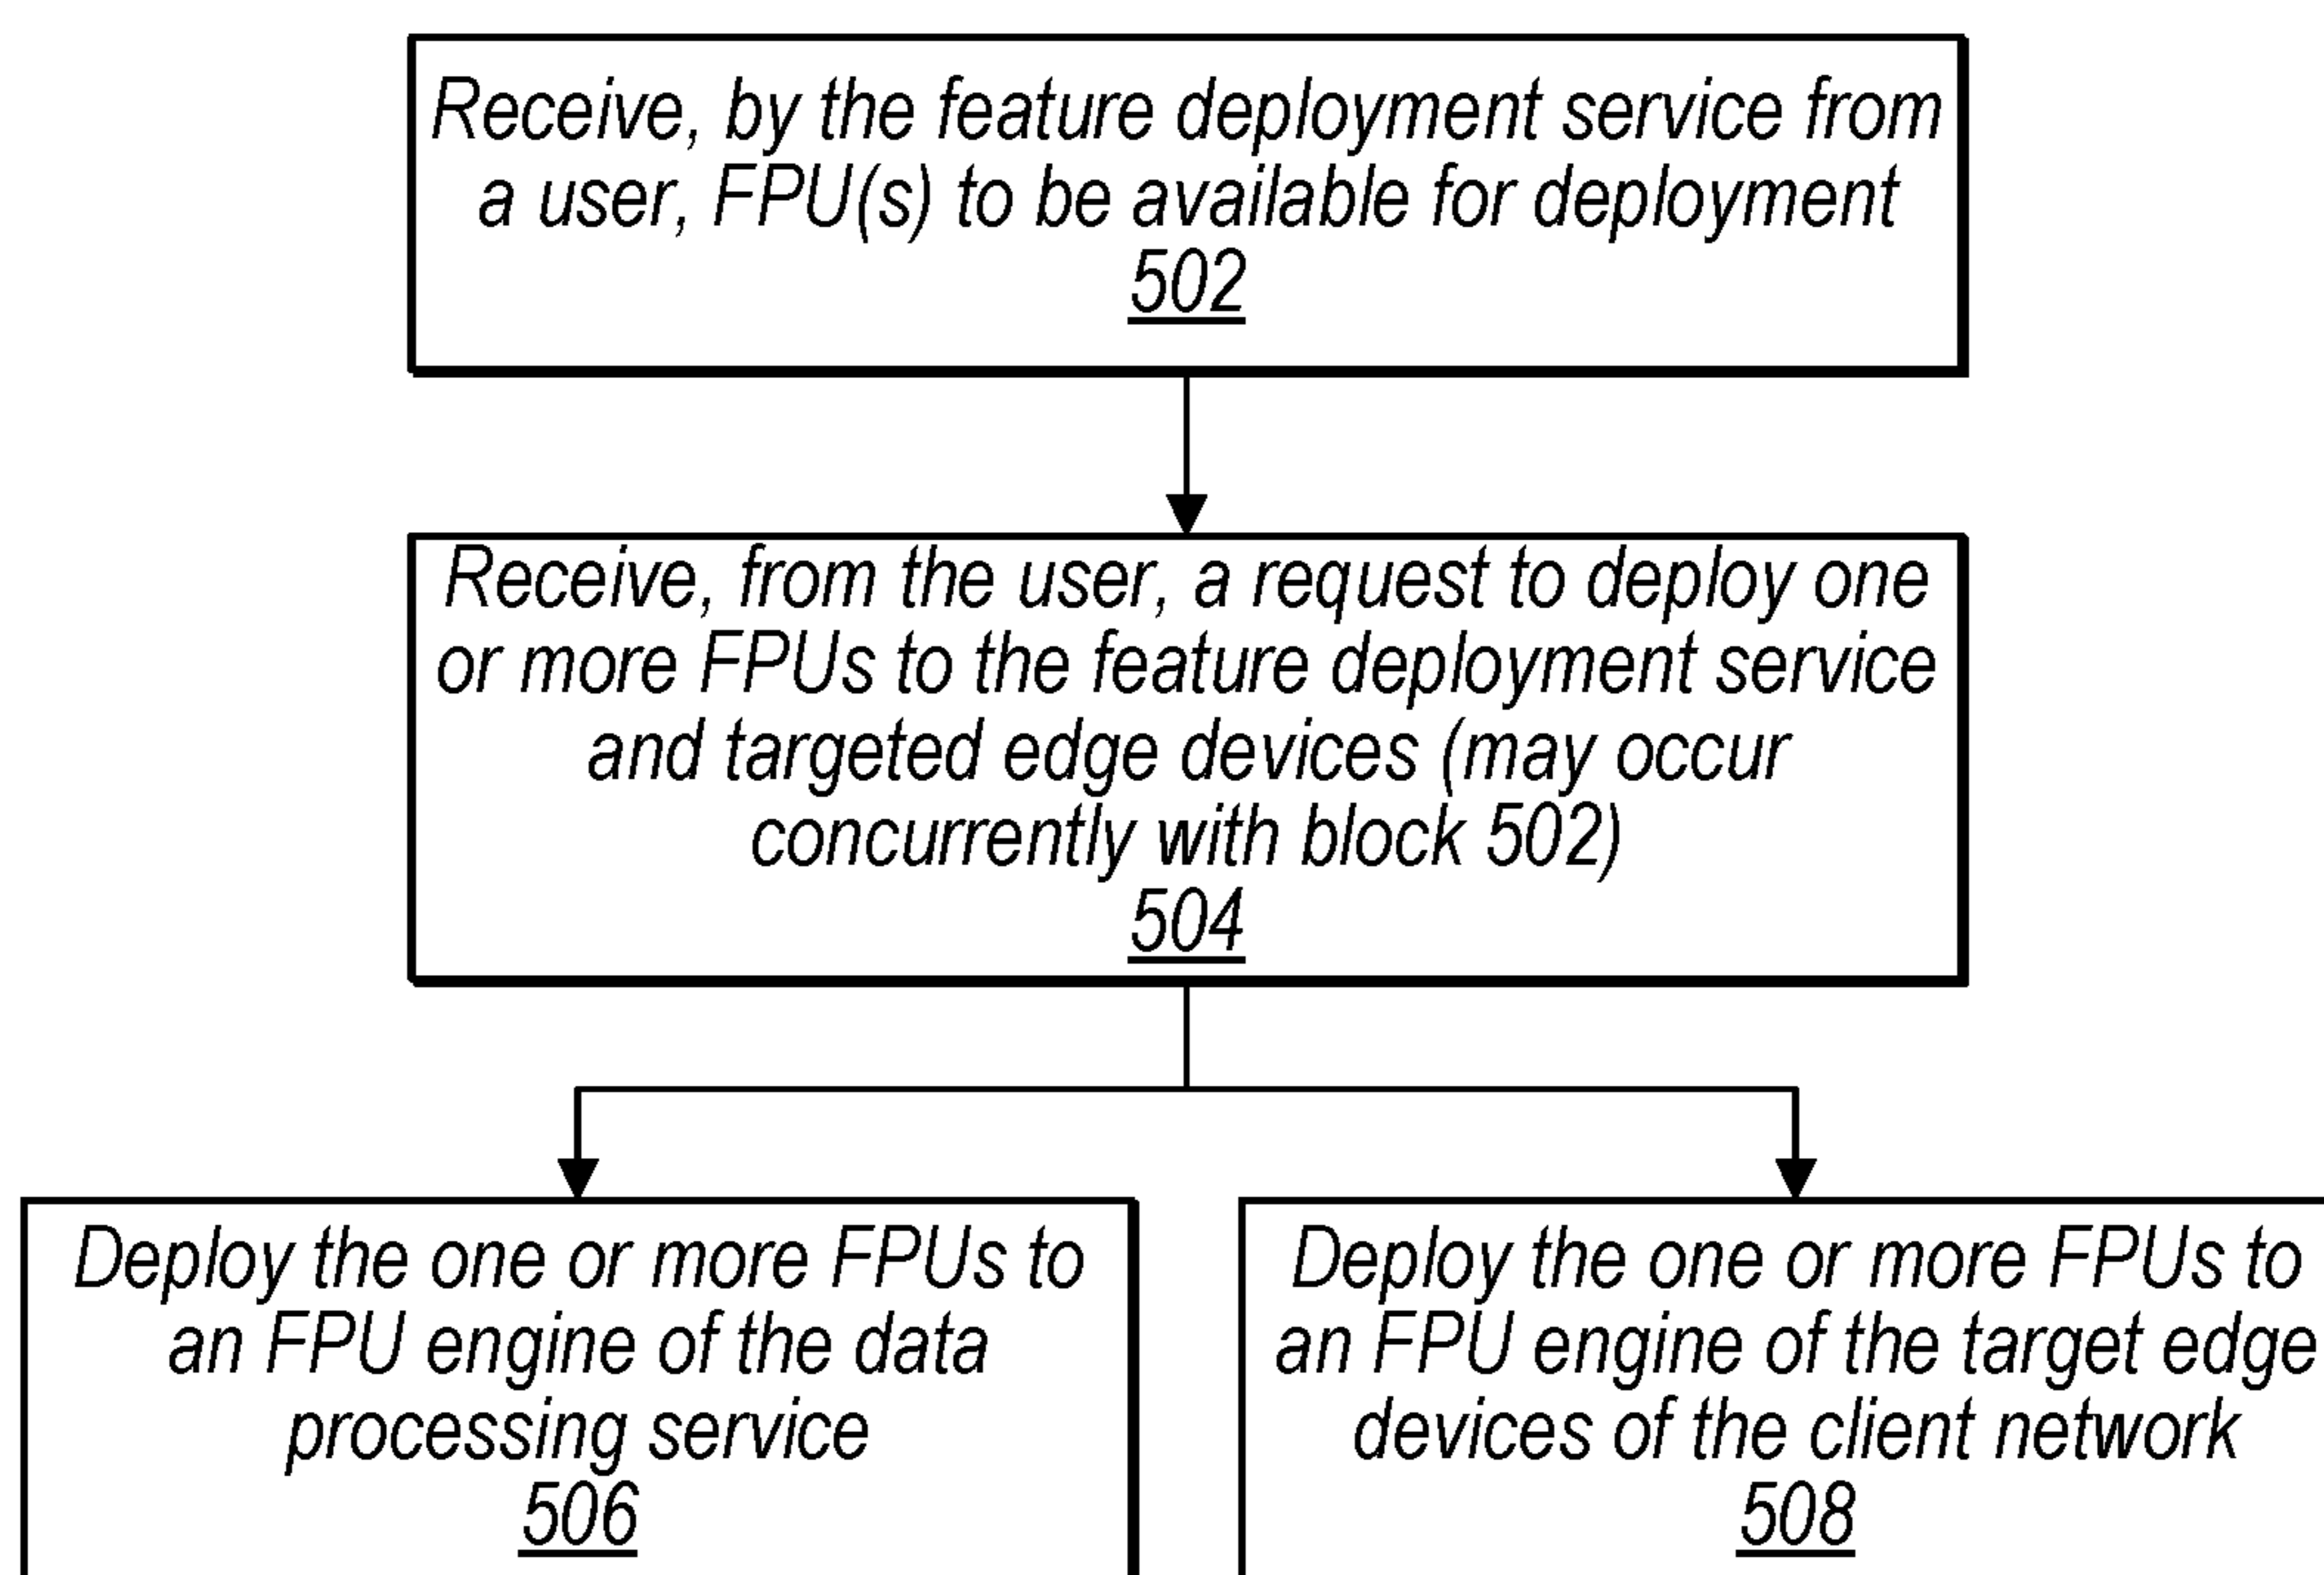 Receive, by the feature deployment service from
a user, FPU(s) to be available for deployment
502
Receive, from the user, a request to deploy one
or more FPUs to the feature deployment service
and targeted edge devices (may occur
concurrently with block 502)
504
Deploy the one or more FPUs to
an FPU engine of the data
processing service
506
Deploy the one or more FPUs to
an FPU engine of the target edge
devices of the client network
508